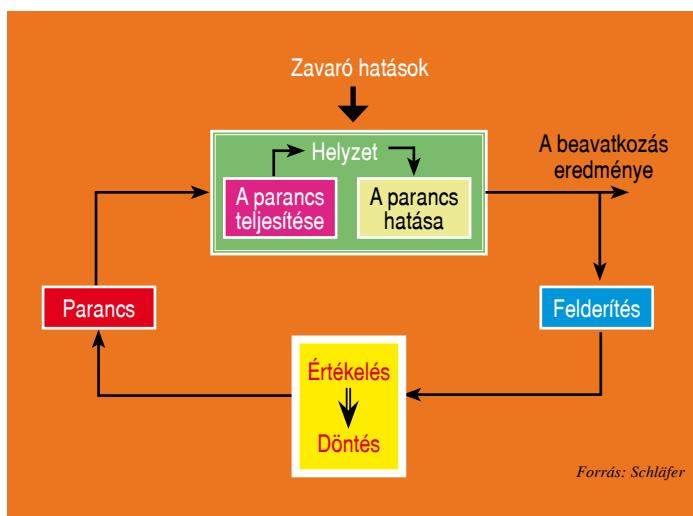 Zavaró hatások
Helyzet
A parancs
teljesítése
A parancs
hatása
A beavatkozás
eredménye
Parancs
Felderítés
Értékelés
Döntés
Forrás: Schläfer